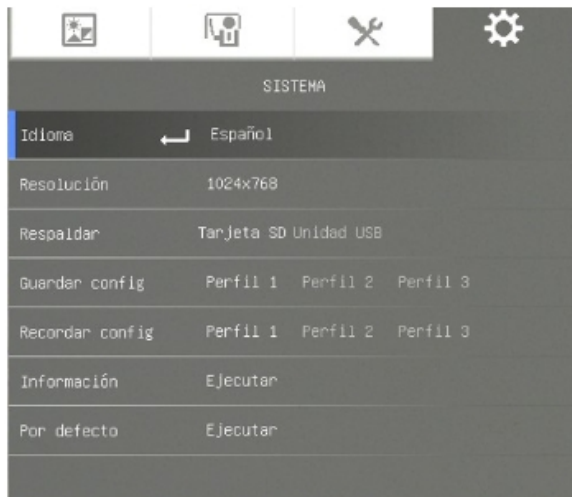 SISTEMA
Idioma Español
Resolución 1024x768
Respaldar Tarjeta SD Unidad USB
Guardar config Perfil 1 Perfil 2 Perfil 3
Recordar config Perfil 1 Perfil 2 Perfil 3
Información Ejecutar
Por defecto Ejecutar